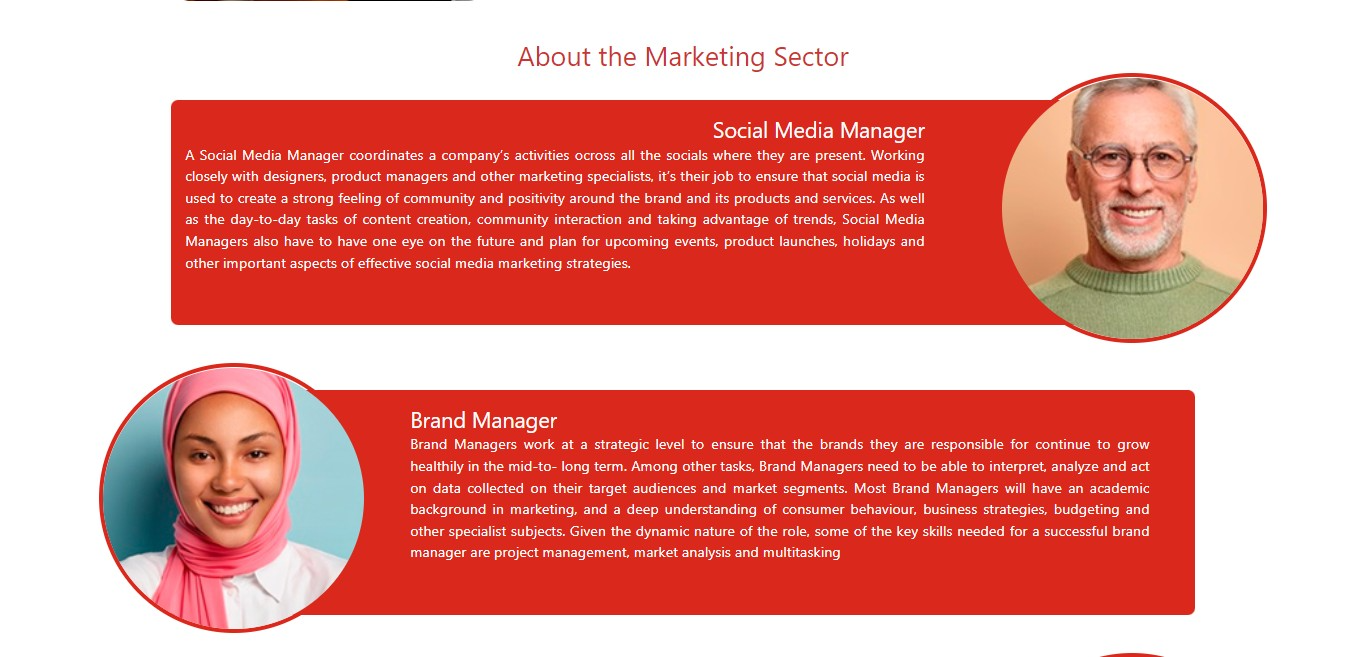 About the Marketing Sector
Social Media Manager
A Social Media Manager coordinates a company’s activities ocross all the socials where they are present. Working
closely with designers, product managers and other marketing specialists, it’s their job to ensure that social media is
used to create a strong feeling of community and positivity around the brand and its products and services. As well
as the day-to-day tasks of content creation, community interaction and taking advantage of trends, Social Media
Managers also have to have one eye on the future and plan for upcoming events, product launches, holidays and
other important aspects of effective social media marketing strategies.
Brand Manager
Brand Managers work at a strategic level to ensure that the brands they are responsible for continue to grow
healthily in the mid-to- long term. Among other tasks, Brand Managers need to be able to interpret, analyze and act
on data collected on their target audiences and market segments. Most Brand Managers will have an academic
background in marketing, and a deep understanding of consumer behaviour, business strategies, budgeting and
other specialist subjects. Given the dynamic nature of the role, some of the key skills needed for a successful brand
manager are project management, market analysis and multitasking